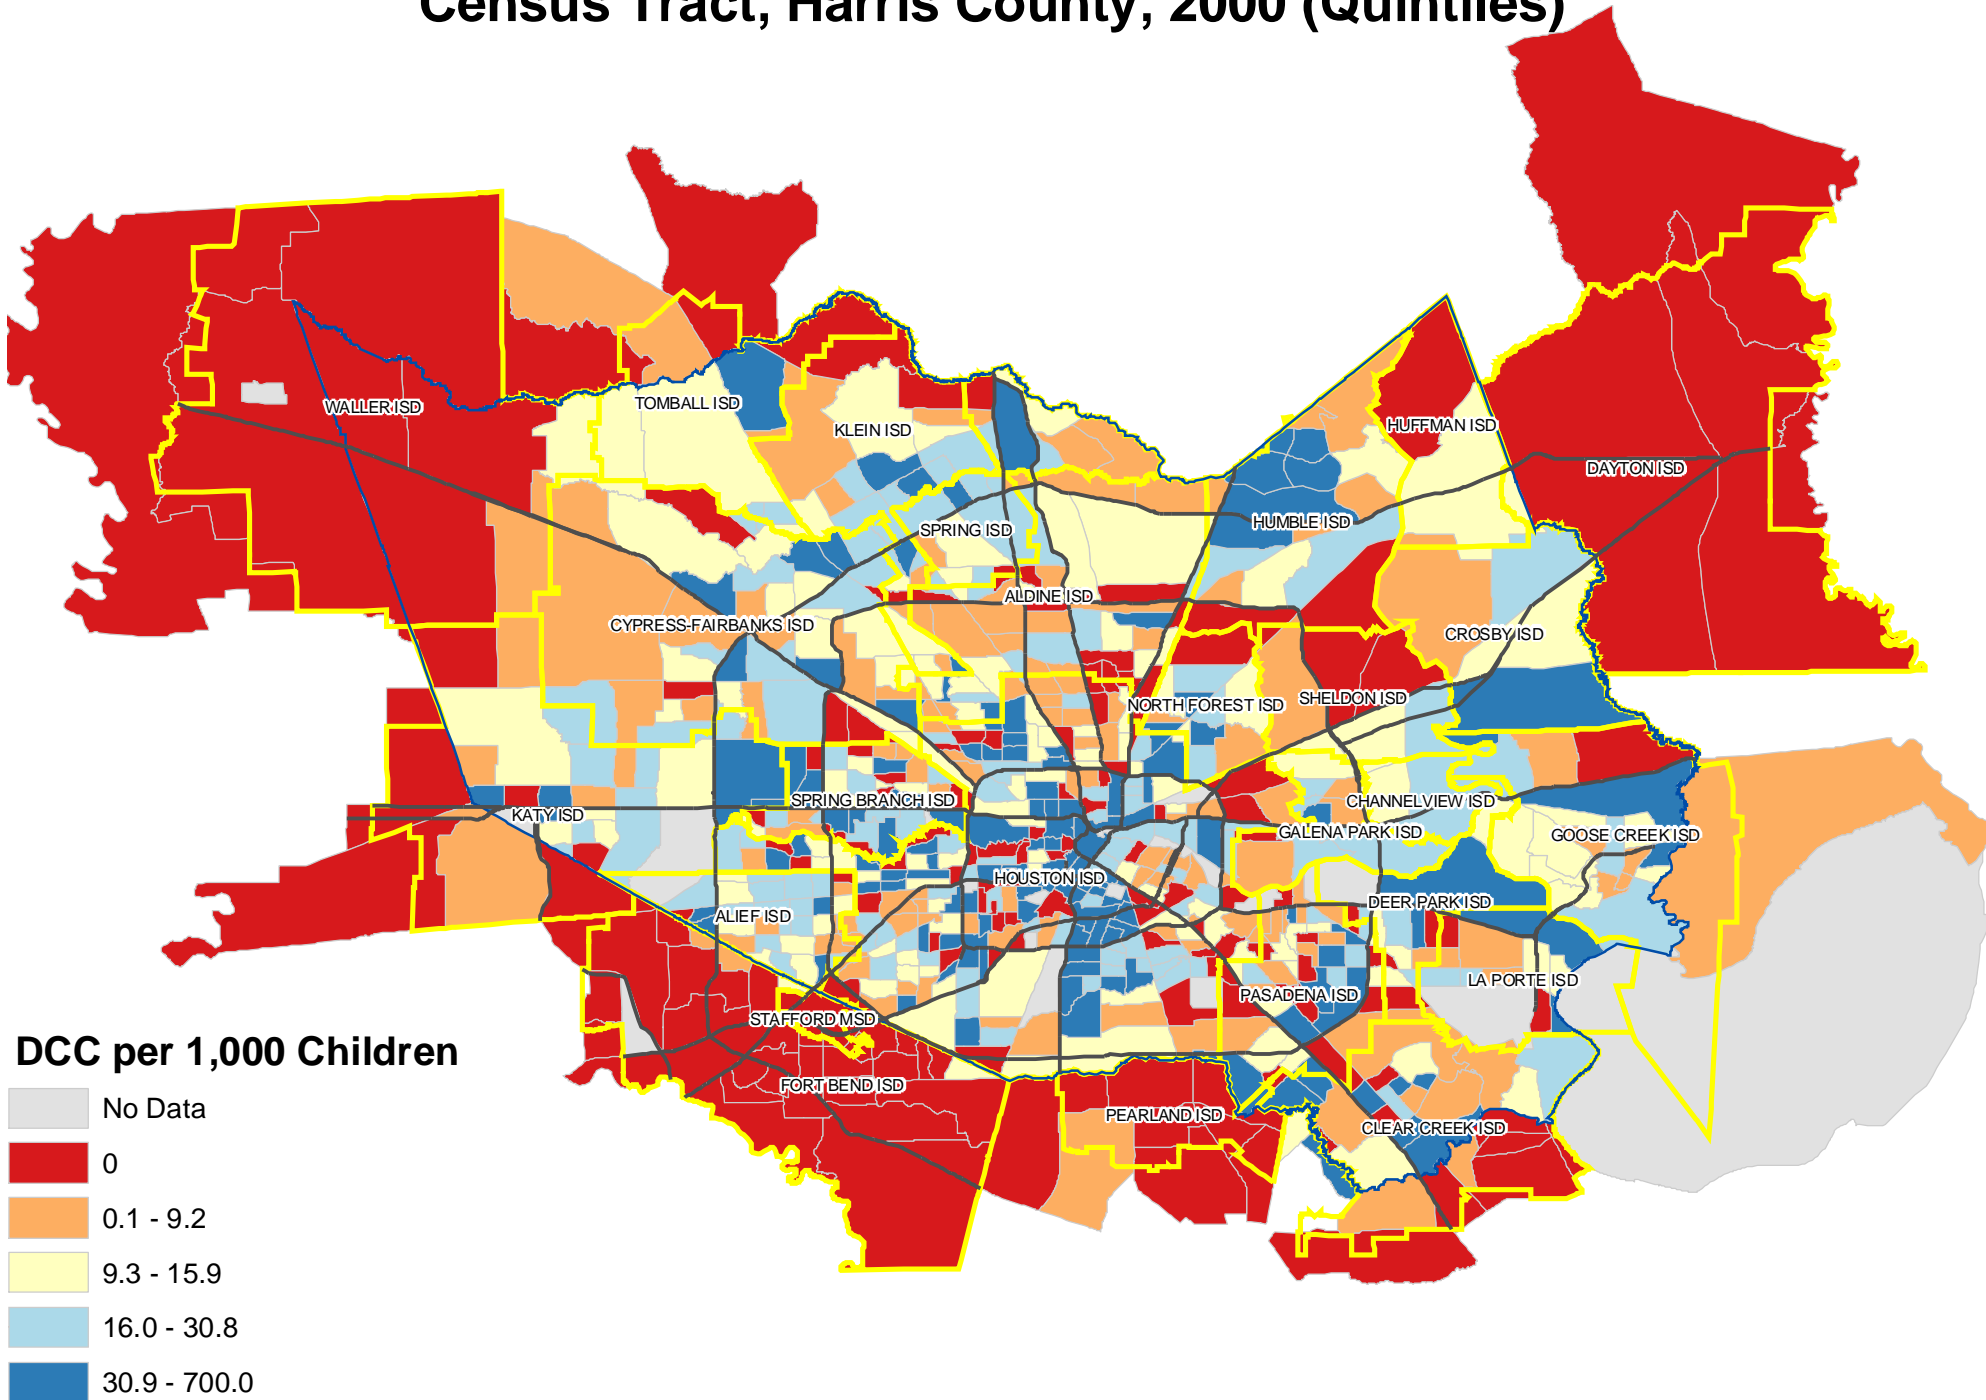 Census Tract, Harris County, 2000 (Quintiles)
WALLER ISD
TOMBALL ISD
KLEIN ISD
HUFFMAN ISD
DAYTON ISD
SPRING ISD
HUMBLE ISD
ALDINE ISD
CYPRESS-FAIRBANKS ISD
CROSBY ISD
SHELDON ISD
NORTH FOREST ISD
SPRING BRANCH ISD
CHANNELVIEW ISD
KATY ISD
GALENA PARK ISD
GOOSE CREEK ISD
HOUSTON ISD
DEER PARK ISD
ALIEF ISD
LA PORTE ISD
PASADENA ISD
STAFFORD MSD
FORT BEND ISD
PEARLAND ISD
CLEAR CREEK ISD
DCC per 1,000 Children
No Data
0
0.1 - 9.2
9.3 - 15.9
16.0 - 30.8
30.9 - 700.0